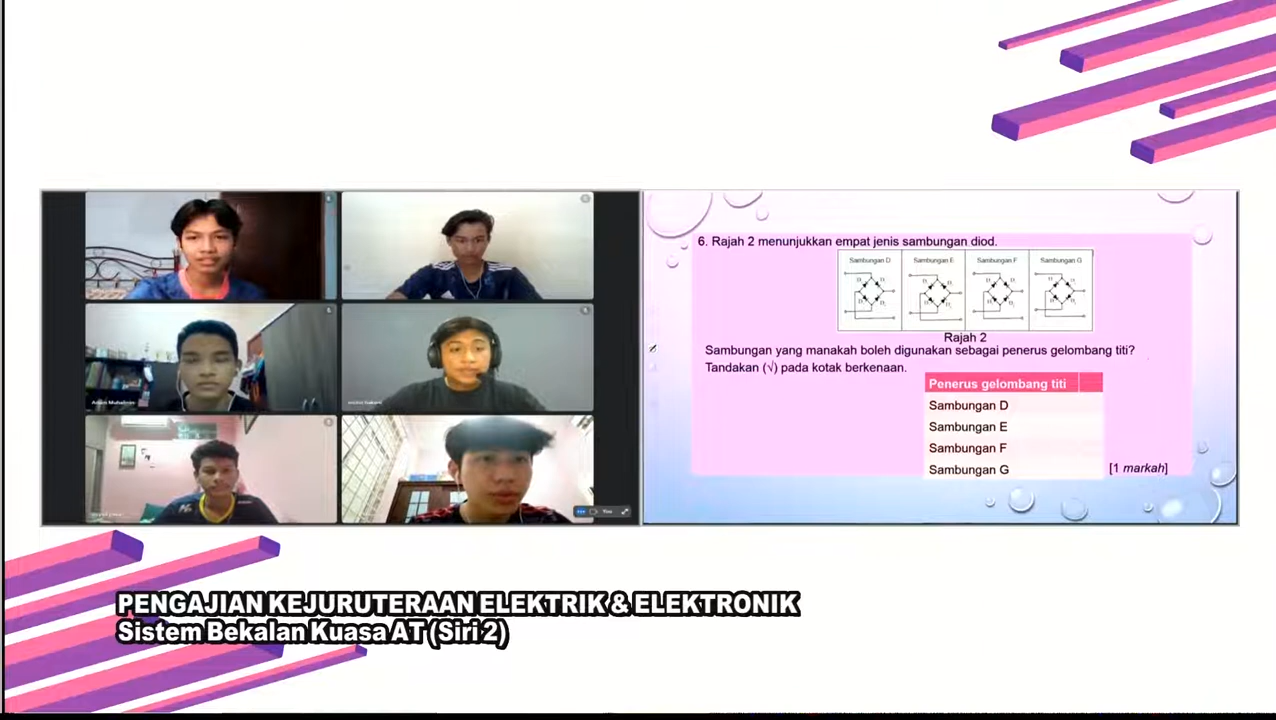 6. Rajah 2 menunjukkan empat jenis sambungan diod.
Sambungan D Sambungan E Sambungan F Sambungan G
Rajah 2
Sambungan yang manakah boleh digunakan sebagai penerus gelombang titi?
Tandakan (√) pada kotak berkenaan.
Penerus gelombang titi
Sambungan D
Sambungan E
Sambungan F
Sambungan G
[1 markah]
You
PENGAJIAN KEJURUTERAAN ELEKTRIK & ELEKTRONIK
Sistem Bekalan Kuasa AT (Siri 2)